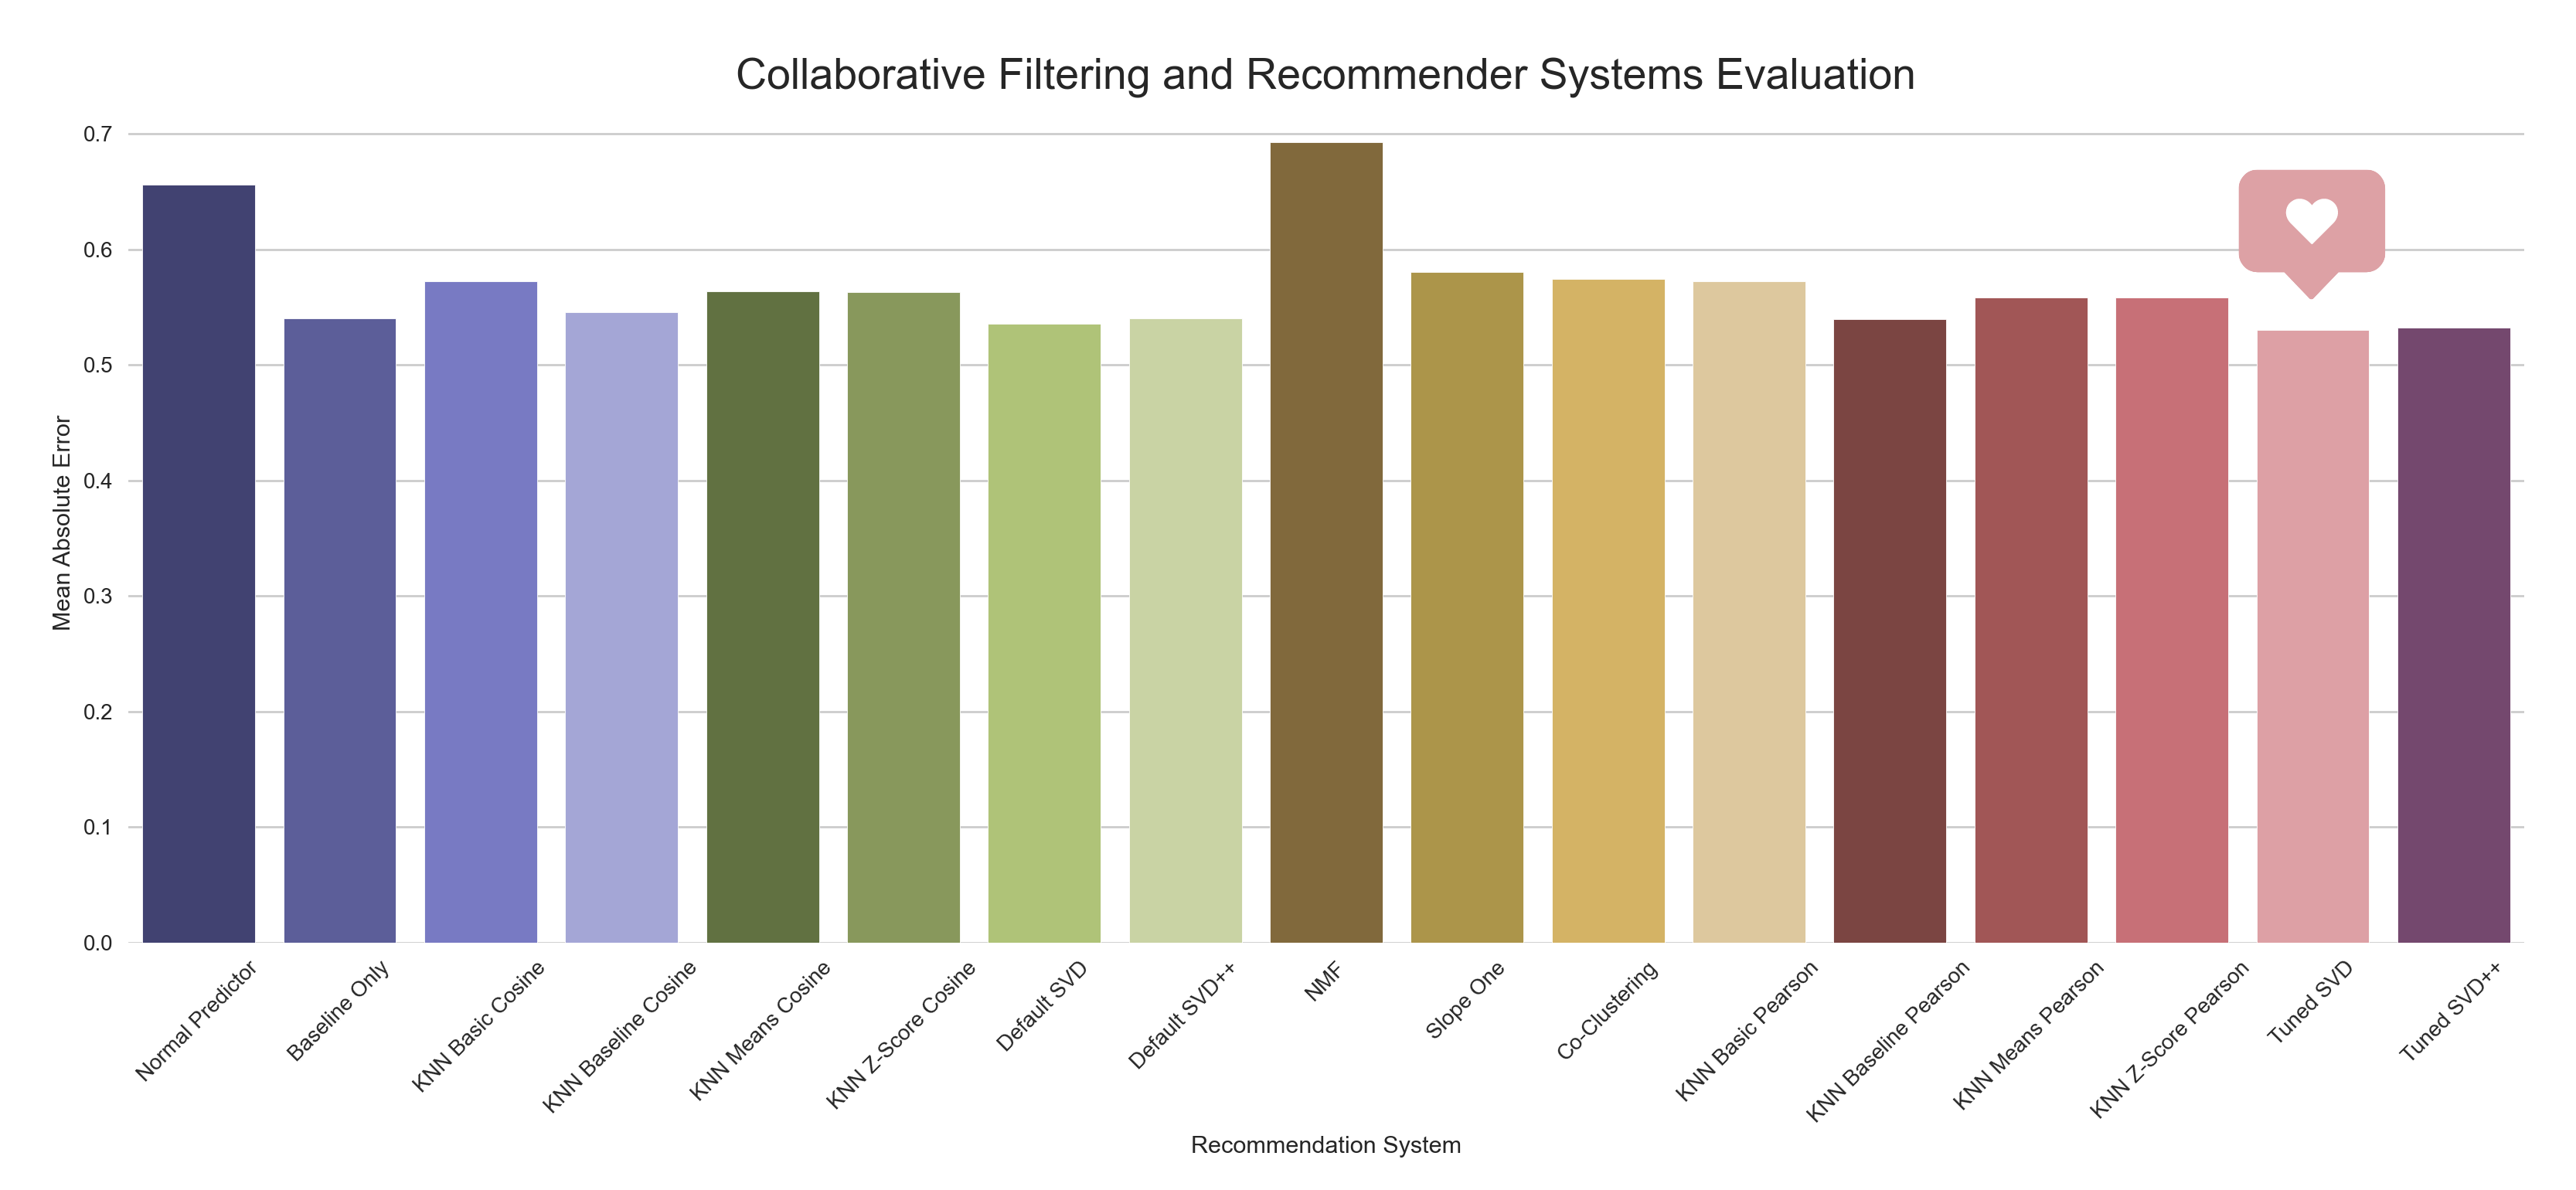 Collaborative Filtering and Recommender Systems Evaluation
0.7
0.6
0.5
0.4
0.3
0.2
0.1
0.0
Mean Absolute Error
Normal Predictor
Baseline Only
KNN Basic Cosine
KNN Baseline Cosine
KNN Means Cosine
KNN Z-Score Cosine
Default SVD
Default SVD++
NMF
Slope One
Co-Clustering
KNN Basic Pearson
KNN Baseline Pearson
KNN Means Pearson
KNN Z-Score Pearson
Tuned SVD
Tuned SVD++
Recommendation System